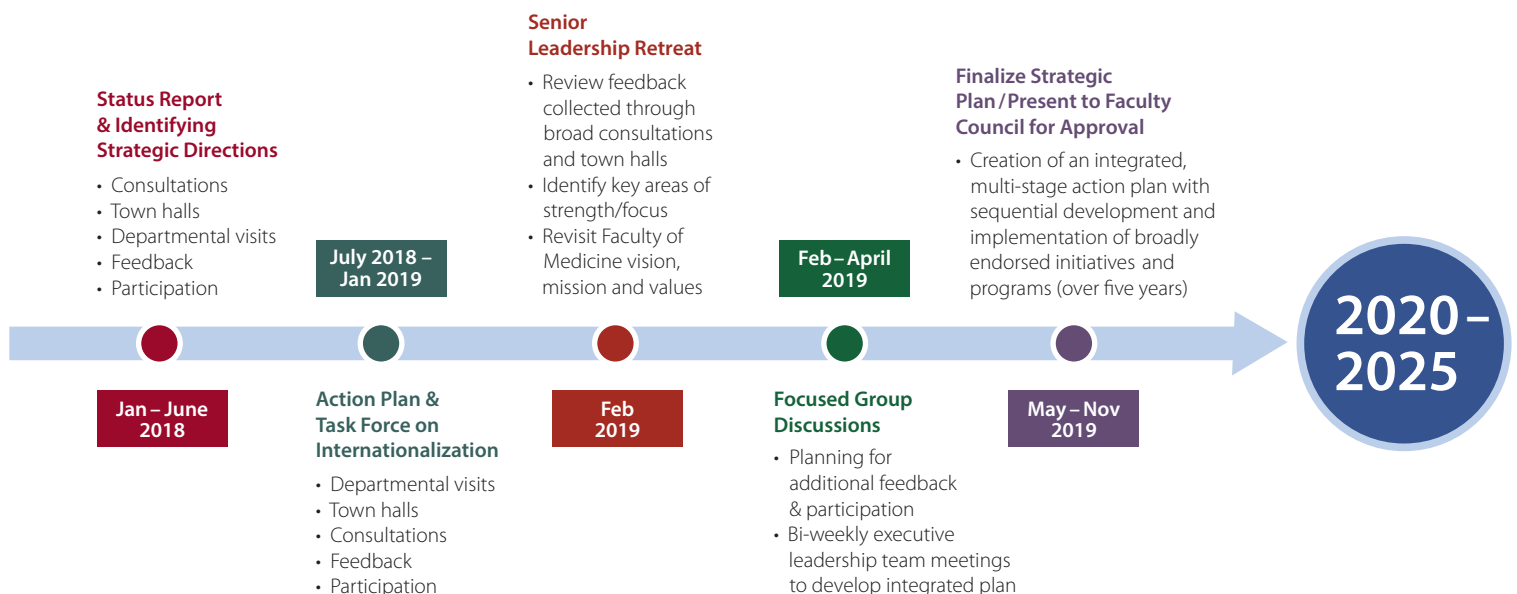 Status Report
& Identifying
Strategic Directions
• Consultations
• Town halls
• Departmental visits
• Feedback
• Participation
Jan – June
2018
July 2018 –
Jan 2019
Action Plan &
Task Force on
Internationalization
• Departmental visits
• Town halls
• Consultations
• Feedback
• Participation
Senior
Leadership Retreat
• Review feedback
collected through
broad consultations
and town halls
• Identify key areas of
strength/focus
• Revisit Faculty of
Medicine vision,
mission and values
Feb
2019
Feb – April
2019
Focused Group
Discussions
• Planning for
additional feedback
& participation
• Bi-weekly executive
leadership team meetings
to develop integrated plan
Finalize Strategic
Plan / Present to Faculty
Council for Approval
• Creation of an integrated,
multi-stage action plan with
sequential development and
implementation of broadly
endorsed initiatives and
programs (over five years)
May – Nov
2019
2020 –
2025